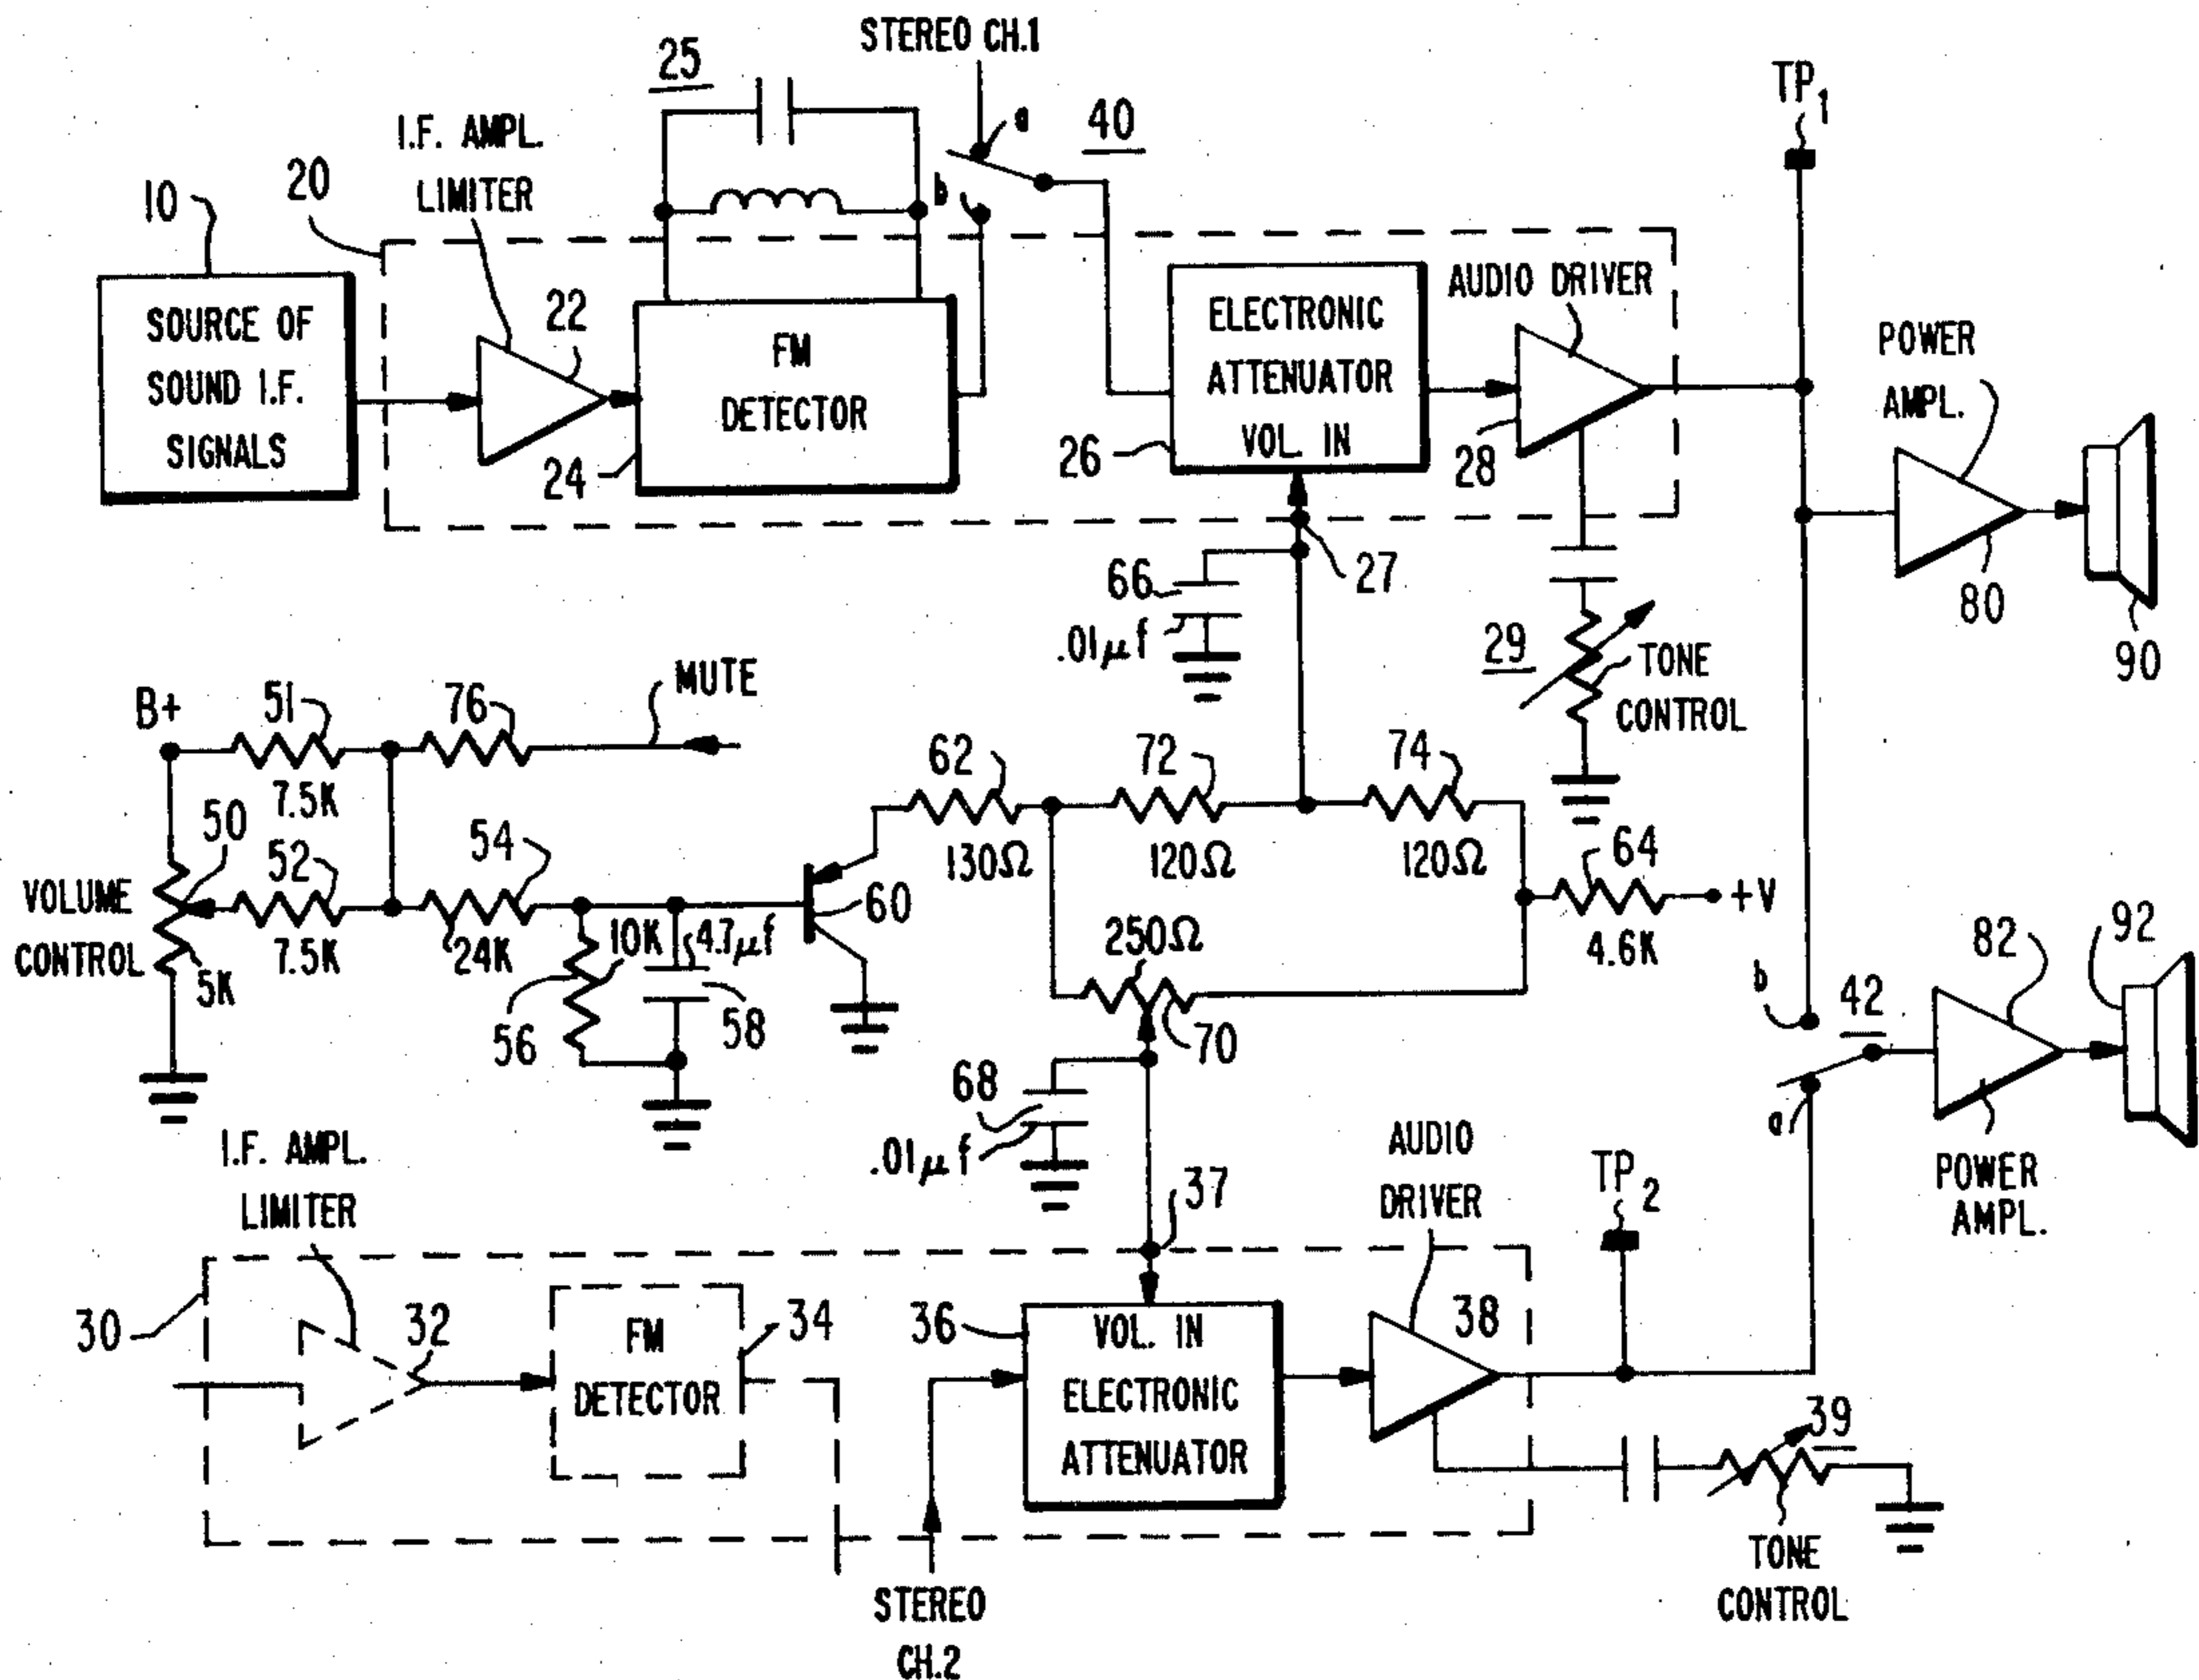 STEREO CH.1
25
TP1
a
40
I.F. AMPL.
LIMITER
20
10
b
SOURCE OF
SOUND I.F.
SIGNALS
22
FM
DETECTOR
24
ELECTRONIC
ATTENUATOR
VOL. IN
26
AUDIO DRIVER
28
POWER
AMPL.
80
90
27
66
.01μf
29
TONE
CONTROL
MUTE
B+
51
7.5K
76
50
VOLUME
CONTROL
5K
52
7.5K
54
24K
56
10K
4.7μf
58
60
62
130Ω
72
120Ω
74
120Ω
64
4.6K
+V
250Ω
70
68
.01μf
37
b
42
a
82
92
POWER
AMPL.
I.F. AMPL.
LIMITER
30
32
FM
DETECTOR
34
36
VOL. IN
ELECTRONIC
ATTENUATOR
AUDIO
DRIVER
38
TP2
39
TONE
CONTROL
STEREO
CH.2